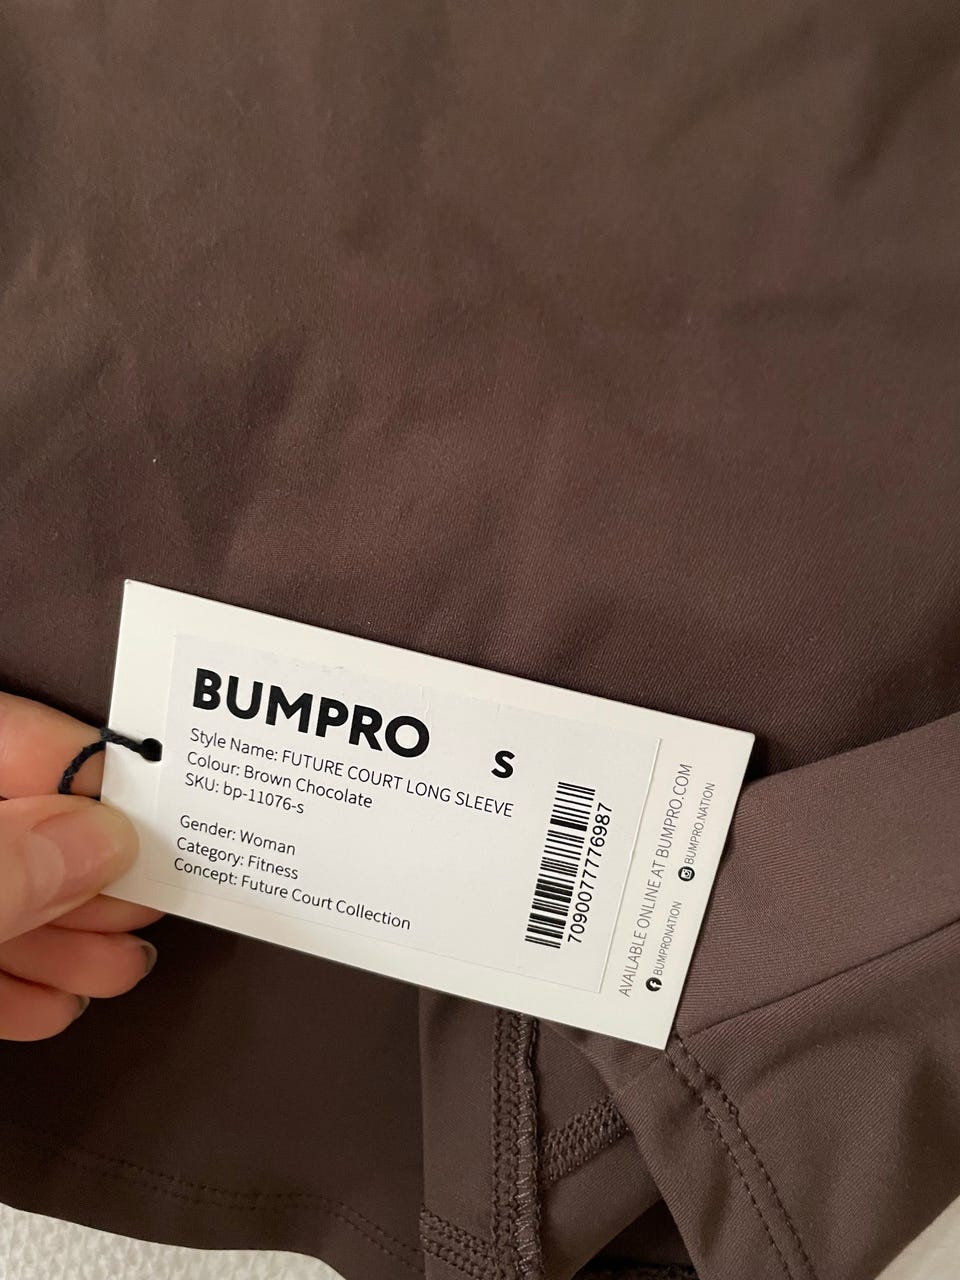 BUMPRO
S
Style Name: FUTURE COURT LONG SLEEVE
Colour: Brown Chocolate
SKU: bp-11076-s
Gender: Woman
Category: Fitness
Concept: Future Court Collection
7090077776987
AVAILABLE ONLINE AT BUMPRO.COM
BUMPRONATION
BUMPRO.NATION